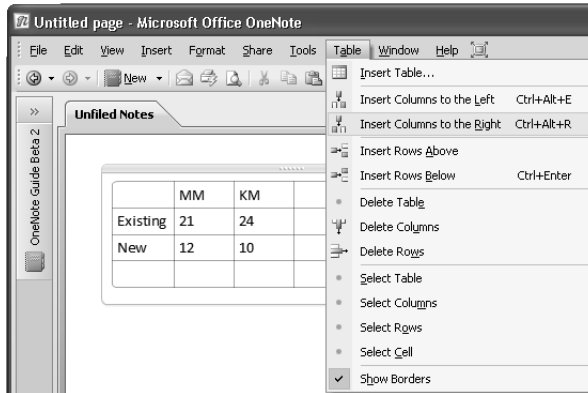 Untitled page - Microsoft Office OneNote
File Edit View Insert Format Share Tools Table Window Help
New
Unfiled Notes
OneNote Guide Beta 2
MM KM
Existing 21 24
New 12 10
Insert Table...
Insert Columns to the Left Ctrl+Alt+E
Insert Columns to the Right Ctrl+Alt+R
Insert Rows Above
Insert Rows Below Ctrl+Enter
Delete Table
Delete Columns
Delete Rows
Select Table
Select Columns
Select Rows
Select Cell
Show Borders